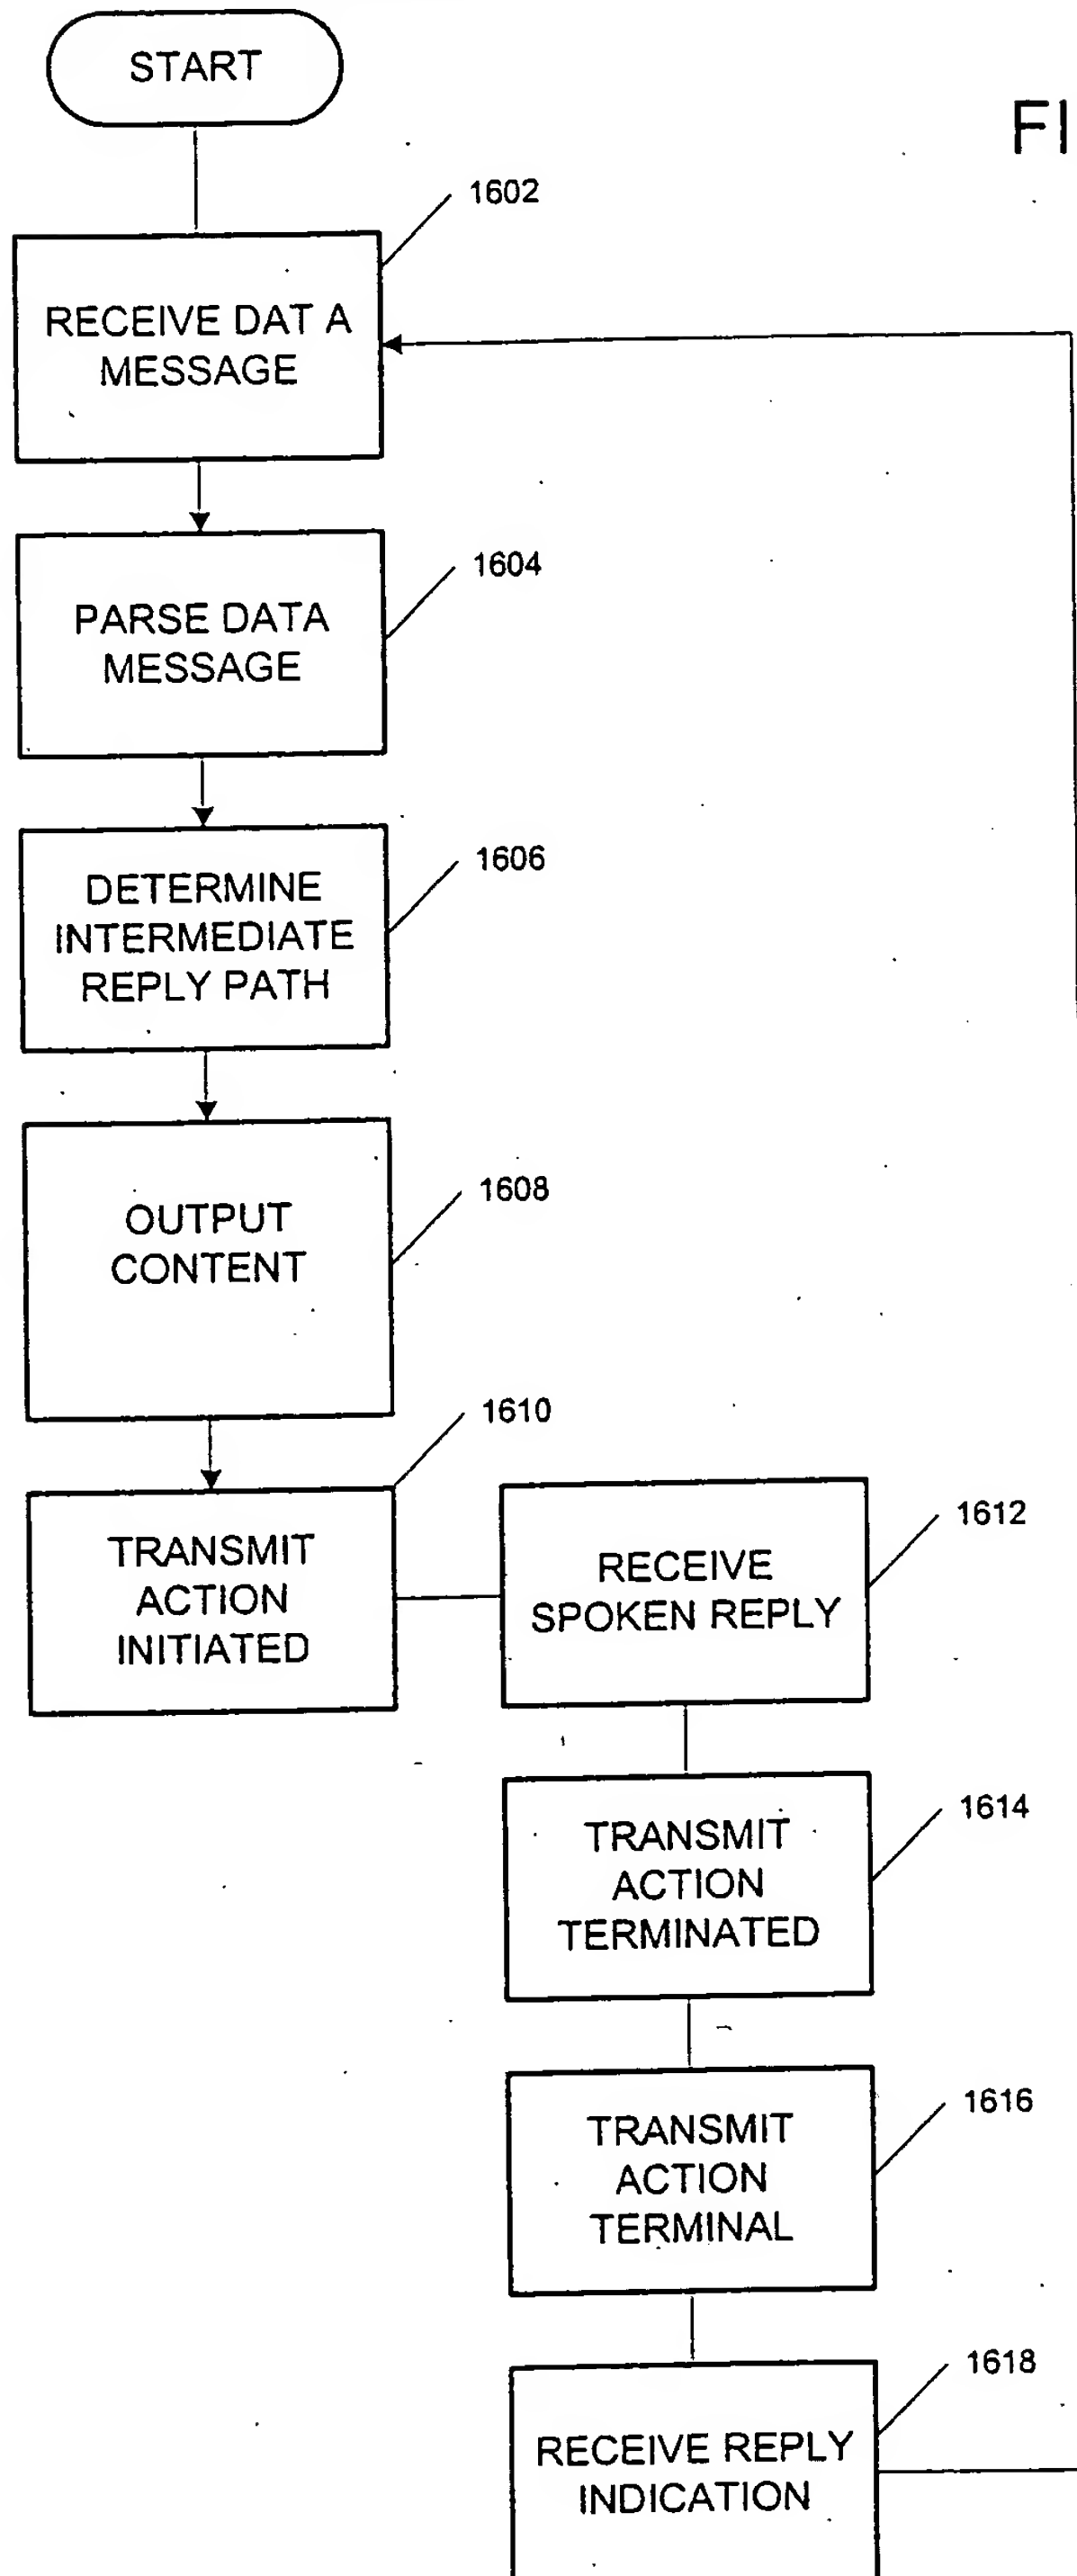 START
FI
1602
RECEIVE DAT A
MESSAGE
1604
PARSE DATA
MESSAGE
1606
DETERMINE
INTERMEDIATE
REPLY PATH
1608
OUTPUT
CONTENT
1610
TRANSMIT
ACTION
INITIATED
1612
RECEIVE
SPOKEN REPLY
1614
TRANSMIT
ACTION
TERMINATED
1616
TRANSMIT
ACTION
TERMINAL
1618
RECEIVE REPLY
INDICATION